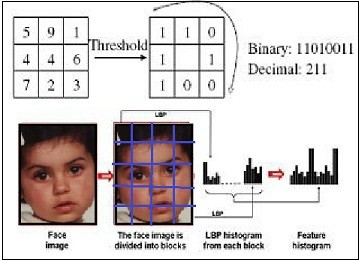 5 9 1
4 4 6
7 2 3
Threshold
1 1 0
1 1
1 0 0
Binary: 11010011
Decimal: 211
LBP
LBP
Face
image
The face image is
divided into blocks
LBP histogram
from each block
Feature
histogram